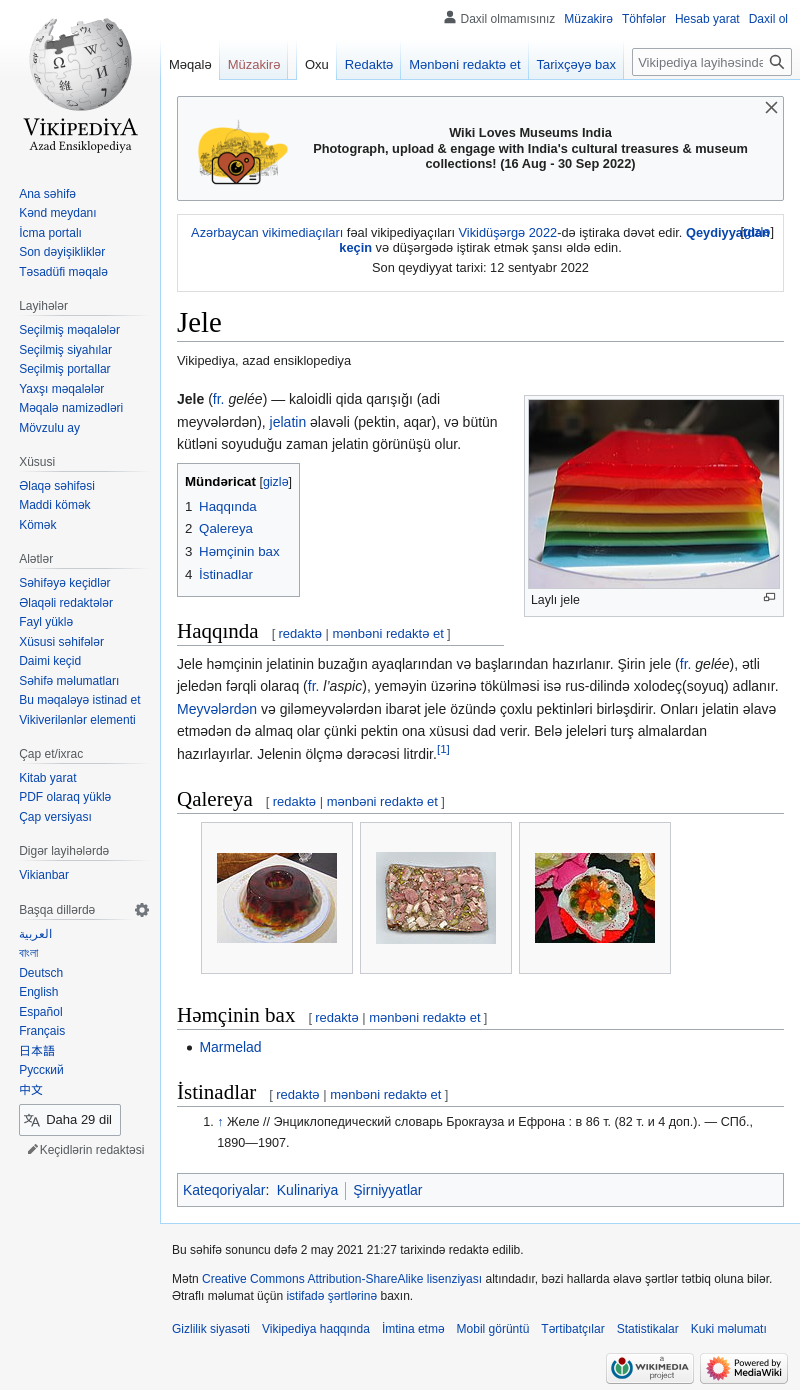 Daxil olmamısınız Müzakirə Töhfələr Hesab yarat Daxil ol
Məqalə Müzakirə Oxu Redaktə Mənbəni redaktə et Tarixçəyə bax Vikipediya layihəsində
VikipediyA
Azad Ensiklopediya
Ana səhifə
Kənd meydanı
İcma portalı
Son dəyişikliklər
Təsadüfi məqalə
Layihələr
Seçilmiş məqalələr
Seçilmiş siyahılar
Seçilmiş portallar
Yaxşı məqalələr
Məqalə namizədləri
Mövzulu ay
Xüsusi
Əlaqə səhifəsi
Maddi kömək
Kömək
Alətlər
Səhifəyə keçidlər
Əlaqəli redaktələr
Fayl yüklə
Xüsusi səhifələr
Daimi keçid
Səhifə məlumatları
Bu məqaləyə istinad et
Vikiverilənlər elementi
Çap et/ixrac
Kitab yarat
PDF olaraq yüklə
Çap versiyası
Digər layihələrdə
Vikianbar
Başqa dillərdə
العربية
বাংলা
Deutsch
English
Español
Français
日本語
Русский
中文
Daha 29 dil
Keçidlərin redaktəsi
Wiki Loves Museums India
Photograph, upload & engage with India's cultural treasures & museum
collections! (16 Aug - 30 Sep 2022)
Azərbaycan vikimediaçıları fəal vikipediyaçıları Vikidüşərgə 2022-də iştiraka dəvət edir. Qeydiyyatdan [gizlə]
keçin və düşərgədə iştirak etmək şansı əldə edin.
Son qeydiyyat tarixi: 12 sentyabr 2022
Jele
Vikipediya, azad ensiklopediya
Jele (fr. gelée) — kaloidli qida qarışığı (adi
meyvələrdən), jelatin əlavəli (pektin, aqar), və bütün
kütləni soyuduğu zaman jelatin görünüşü olur.
Laylı jele
Mündəricat [gizlə]
1 Haqqında
2 Qalereya
3 Həmçinin bax
4 İstinadlar
Haqqında [ redaktə | mənbəni redaktə et ]
Jele həmçinin jelatinin buzağın ayaqlarından və başlarından hazırlanır. Şirin jele (fr. gelée), ətli
jeledən fərqli olaraq (fr. l’aspic), yeməyin üzərinə tökülməsi isə rus-dilində xolodeç(soyuq) adlanır.
Meyvələrdən və giləmeyvələrdən ibarət jele özündə çoxlu pektinləri birləşdirir. Onları jelatin əlavə
etmədən də almaq olar çünki pektin ona xüsusi dad verir. Belə jeleləri turş almalardan
hazırlayırlar. Jelenin ölçmə dərəcəsi litrdir.[1]
Qalereya [ redaktə | mənbəni redaktə et ]
Həmçinin bax [ redaktə | mənbəni redaktə et ]
• Marmelad
İstinadlar [ redaktə | mənbəni redaktə et ]
1. ↑ Желе // Энциклопедический словарь Брокгауза и Ефрона : в 86 т. (82 т. и 4 доп.). — СПб.,
1890—1907.
Kateqoriyalar: Kulinariya Şirniyyatlar
Bu səhifə sonuncu dəfə 2 may 2021 21:27 tarixində redaktə edilib.
Mətn Creative Commons Attribution-ShareAlike lisenziyası altındadır, bəzi hallarda əlavə şərtlər tətbiq oluna bilər.
Ətraflı məlumat üçün istifadə şərtlərinə baxın.
Gizlilik siyasəti Vikipediya haqqında İmtina etmə Mobil görüntü Tərtibatçılar Statistikalar Kuki məlumatı
a
WIKIMEDIA
project
Powered by
MediaWiki